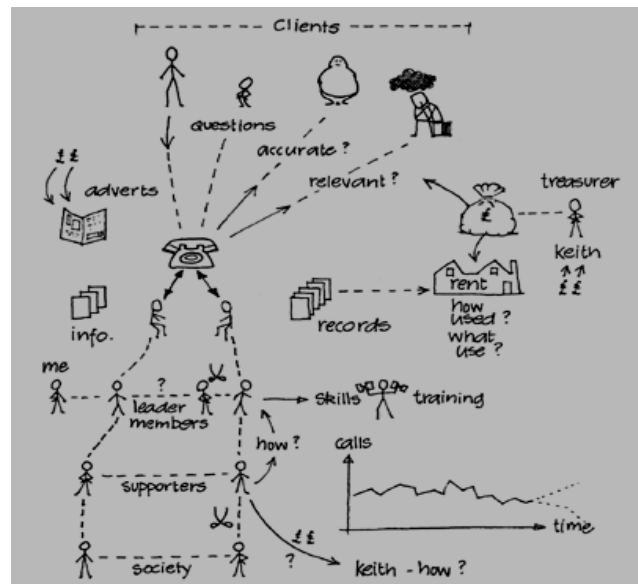 Clients
questions
accurate ?
relevant ?
£ £
adverts
£
treasurer
keith
£ £
rent
how
used ?
what
use ?
info.
records
me
?
leader
members
skills
training
how ?
supporters
calls
time
£ £
?
society
keith - how ?